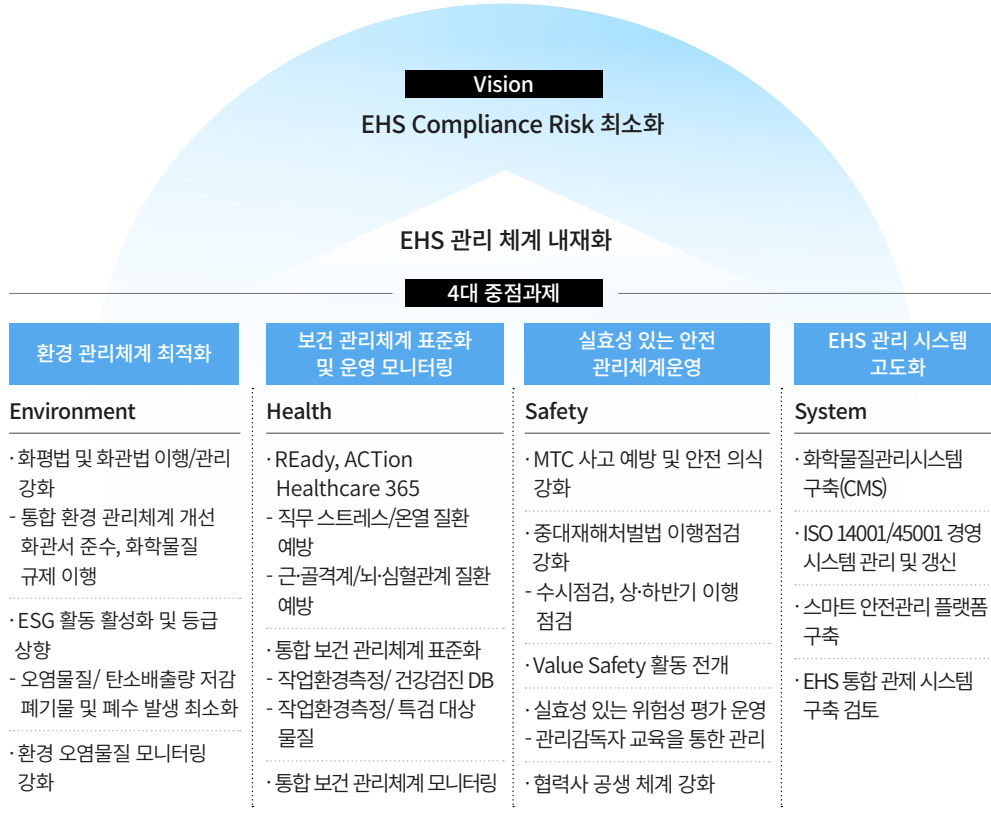 Vision
EHS Compliance Risk 최소화
EHS 관리 체계 내재화
4대 중점과제
환경 관리체계 최적화
Environment
· 화평법 및 화관법 이행/관리
강화
- 통합 환경 관리체계 개선
화관서 준수, 화학물질
규제 이행
· ESG 활동 활성화 및 등급
상향
- 오염물질/ 탄소배출량 저감
폐기물 및 폐수 발생 최소화
· 환경 오염물질 모니터링
강화
보건 관리체계 표준화
및 운영 모니터링
Health
· REady, ACTion
Healthcare 365
- 직무 스트레스/온열 질환
예방
- 근·골격계/뇌·심혈관계 질환
예방
· 통합 보건 관리체계 표준화
- 작업환경측정/ 건강검진 DB
- 작업환경측정/ 특검 대상
물질
· 통합 보건 관리체계 모니터링
실효성 있는 안전
관리체계운영
Safety
· MTC 사고 예방 및 안전 의식
강화
· 중대재해처벌법 이행점검
강화
- 수시점검, 상·하반기 이행
점검
· Value Safety 활동 전개
· 실효성 있는 위험성 평가 운영
- 관리감독자 교육을 통한 관리
· 협력사 공생 체계 강화
EHS 관리 시스템
고도화
System
· 화학물질관리시스템
구축(CMS)
· ISO 14001/45001 경영
시스템 관리 및 갱신
· 스마트 안전관리 플랫폼
구축
· EHS 통합 관제 시스템
구축 검토